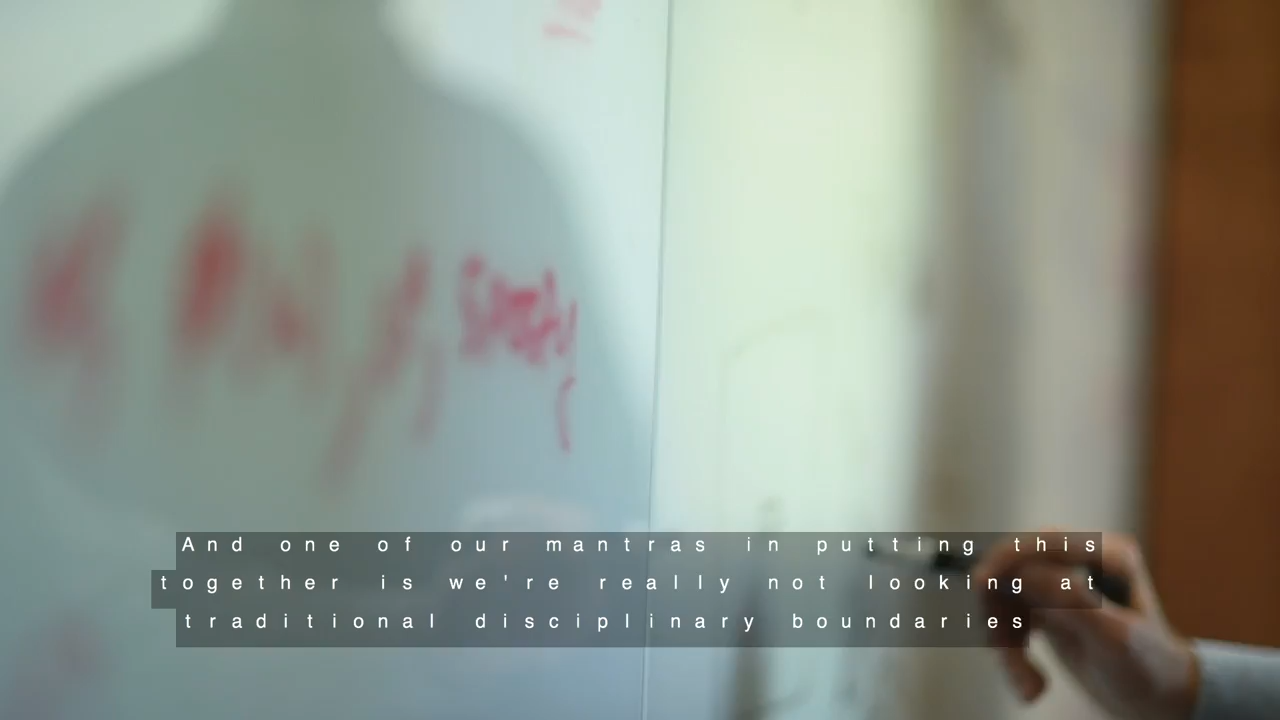 And one of our mantras in putting this
together is we're really not looking at
traditional disciplinary boundaries